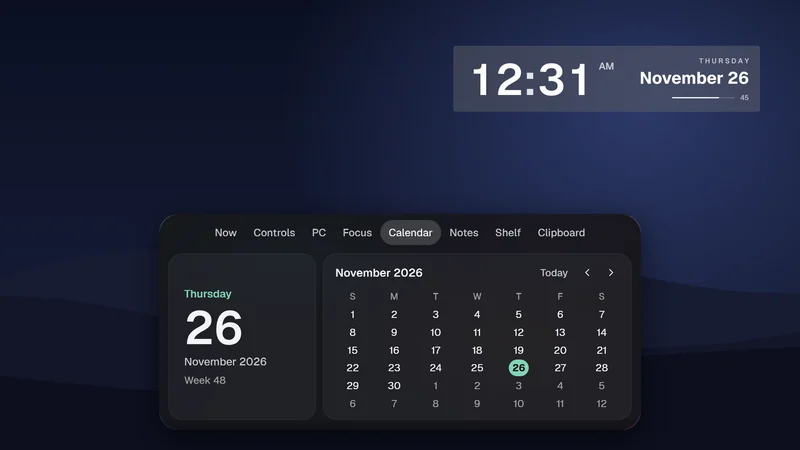 12:31 AM
THURSDAY
November 26
45
Now Controls PC Focus Calendar Notes Shelf Clipboard
Thursday
26
November 2026
Week 48
November 2026 Today
S M T W T F S
1 2 3 4 5 6 7
8 9 10 11 12 13 14
15 16 17 18 19 20 21
22 23 24 25 26 27 28
29 30 1 2 3 4 5
6 7 8 9 10 11 12